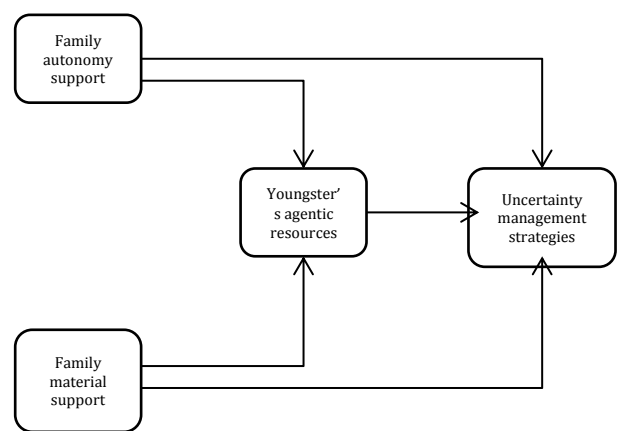 Family
autonomy
support
Youngster’
s agentic
resources
Uncertainty
management
strategies
Family
material
support